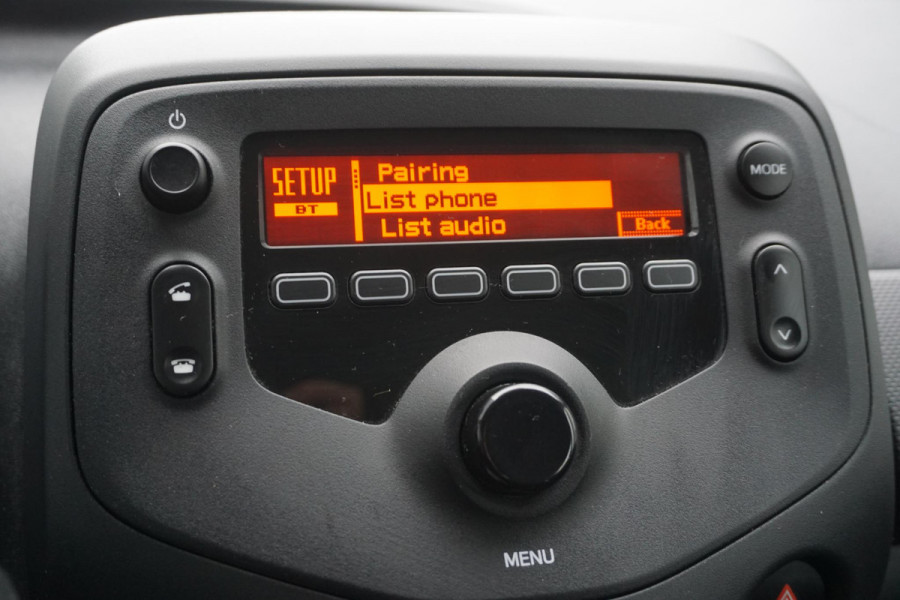 MODE
SETUP
BT
Pairing
List phone
List audio
Back
MENU